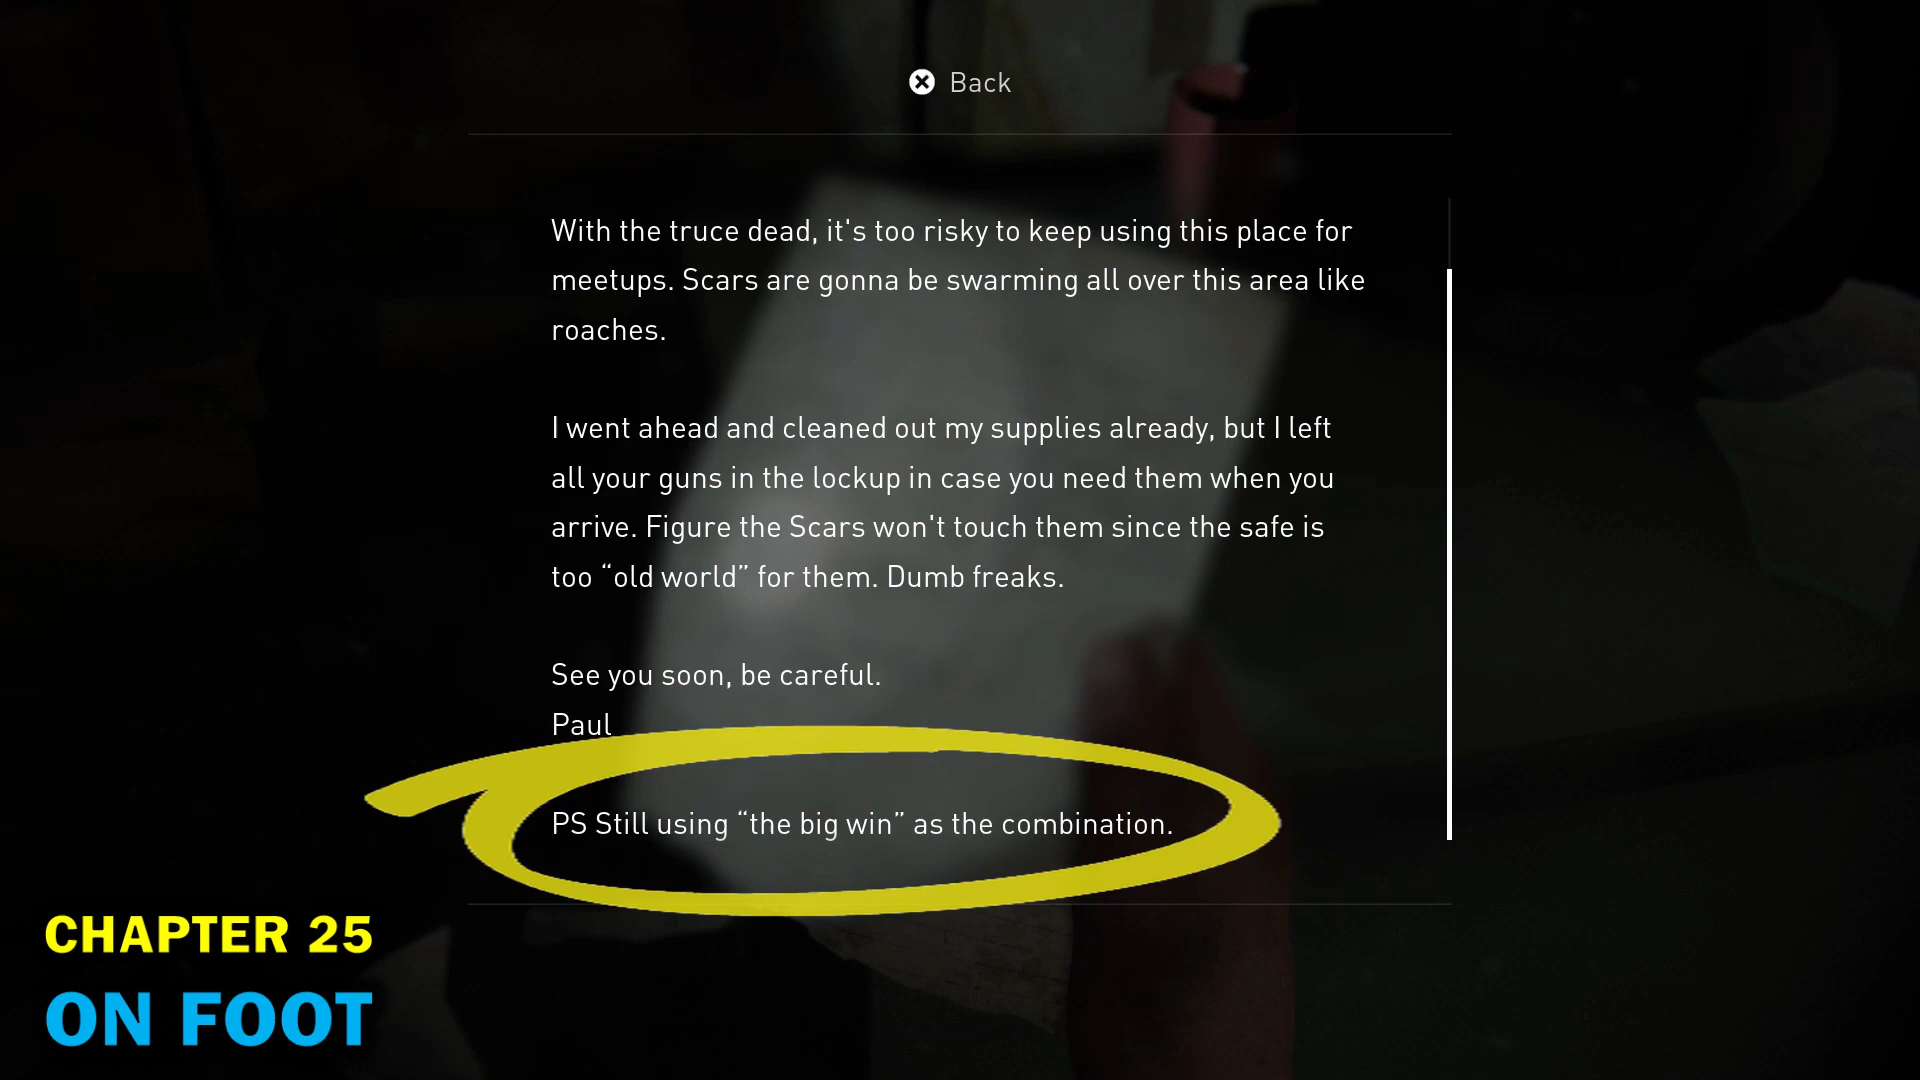 Back
With the truce dead, it's too risky to keep using this place for
meetups. Scars are gonna be swarming all over this area like
roaches.
I went ahead and cleaned out my supplies already, but I left
all your guns in the lockup in case you need them when you
arrive. Figure the Scars won't touch them since the safe is
too “old world” for them. Dumb freaks.
See you soon, be careful.
Paul
PS Still using “the big win” as the combination.
CHAPTER 25
ON FOOT